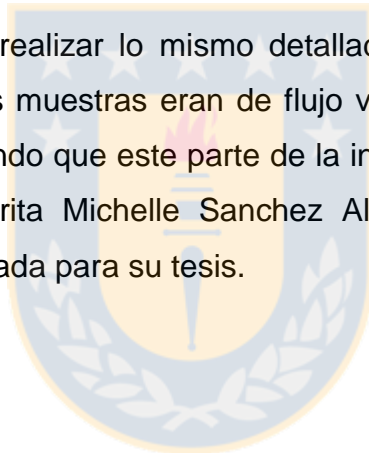 realizar lo mismo detallad
s muestras eran de flujo v
ndo que este parte de la in
rita Michelle Sanchez Al
ada para su tesis.